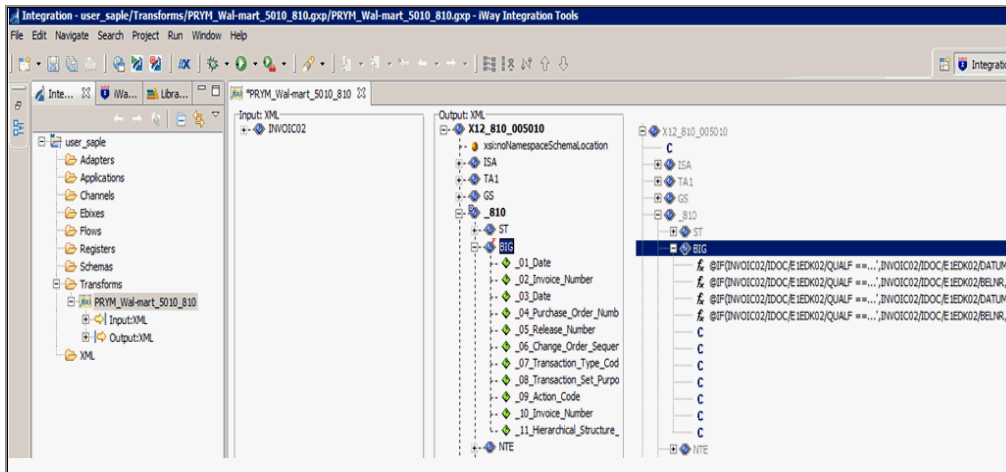 Integration - user_saple/Transforms/PRYM_Wal-mart_5010_810.gxp/PRYM_Wal-mart_5010_810.gxp - iWay Integration Tools
File Edit Navigate Search Project Run Window Help
Integratio
Inte... iWa... Libra...
*PRYM_Wal-mart_5010_810
user_saple
Adapters
Applications
Channels
Ebixes
Flows
Registers
Schemas
Transforms
PRYM_Wal-mart_5010_810
Input:XML
Output:XML
XML
Input: XML
INVOIC02
Output: XML
X12_810_005010
xsi:noNamespaceSchemaLocation
ISA
TA1
GS
_810
ST
BIG
_01_Date
_02_Invoice_Number
_03_Date
_04_Purchase_Order_Numb
_05_Release_Number
_06_Change_Order_Sequer
_07_Transaction_Type_Cod
_08_Transaction_Set_Purpo
_09_Action_Code
_10_Invoice_Number
_11_Hierarchical_Structure_
NTE
X12_810_005010
C
ISA
TA1
GS
_810
ST
BIG
fx @IF(INVOIC02/IDOC/E1EDK02/QUALF ==...',INVOIC02/IDOC/E1EDK02/DATUM
fx @IF(INVOIC02/IDOC/E1EDK02/QUALF ==...',INVOIC02/IDOC/E1EDK02/BELNR,
fx @IF(INVOIC02/IDOC/E1EDK02/QUALF ==...',INVOIC02/IDOC/E1EDK02/DATUM
fx @IF(INVOIC02/IDOC/E1EDK02/QUALF ==...',INVOIC02/IDOC/E1EDK02/BELNR,
C
C
C
C
C
C
C
NTE